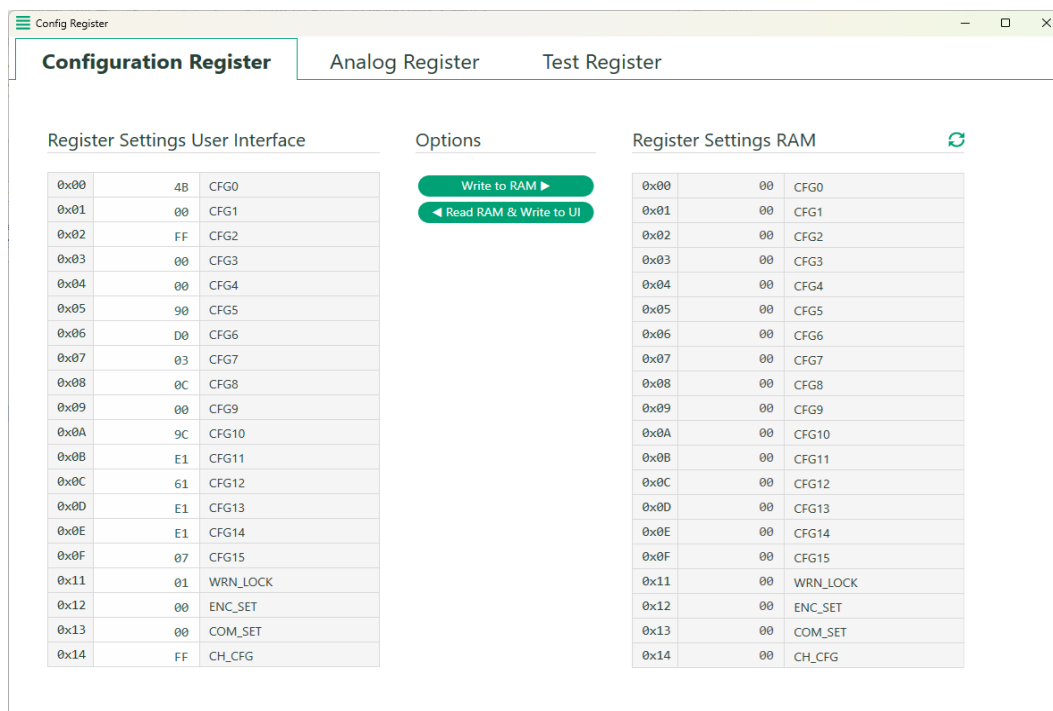 Config Register
Configuration Register Analog Register Test Register
Register Settings User Interface Options Register Settings RAM
Write to RAM ▶
◀ Read RAM & Write to UI
0x00 4B CFG0 0x00 00 CFG0
0x01 00 CFG1 0x01 00 CFG1
0x02 FF CFG2 0x02 00 CFG2
0x03 00 CFG3 0x03 00 CFG3
0x04 00 CFG4 0x04 00 CFG4
0x05 90 CFG5 0x05 00 CFG5
0x06 D0 CFG6 0x06 00 CFG6
0x07 03 CFG7 0x07 00 CFG7
0x08 0C CFG8 0x08 00 CFG8
0x09 00 CFG9 0x09 00 CFG9
0x0A 9C CFG10 0x0A 00 CFG10
0x0B E1 CFG11 0x0B 00 CFG11
0x0C 61 CFG12 0x0C 00 CFG12
0x0D E1 CFG13 0x0D 00 CFG13
0x0E E1 CFG14 0x0E 00 CFG14
0x0F 07 CFG15 0x0F 00 CFG15
0x11 01 WRN_LOCK 0x11 00 WRN_LOCK
0x12 00 ENC_SET 0x12 00 ENC_SET
0x13 00 COM_SET 0x13 00 COM_SET
0x14 FF CH_CFG 0x14 00 CH_CFG